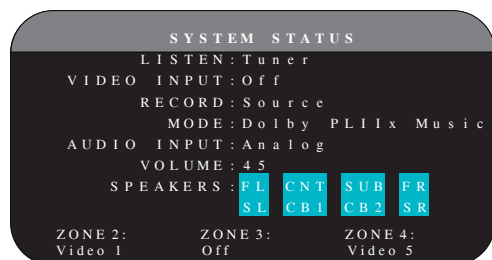 SYSTEM STATUS
LISTEN:Tuner
VIDEO INPUT:Off
RECORD:Source
MODE:Dolby PLIIx Music
AUDIO INPUT:Analog
VOLUME:45
SPEAKERS:FL CNT SUB FR
SL CB1 CB2 SR
ZONE 2: ZONE 3: ZONE 4:
Video 1 Off Video 5